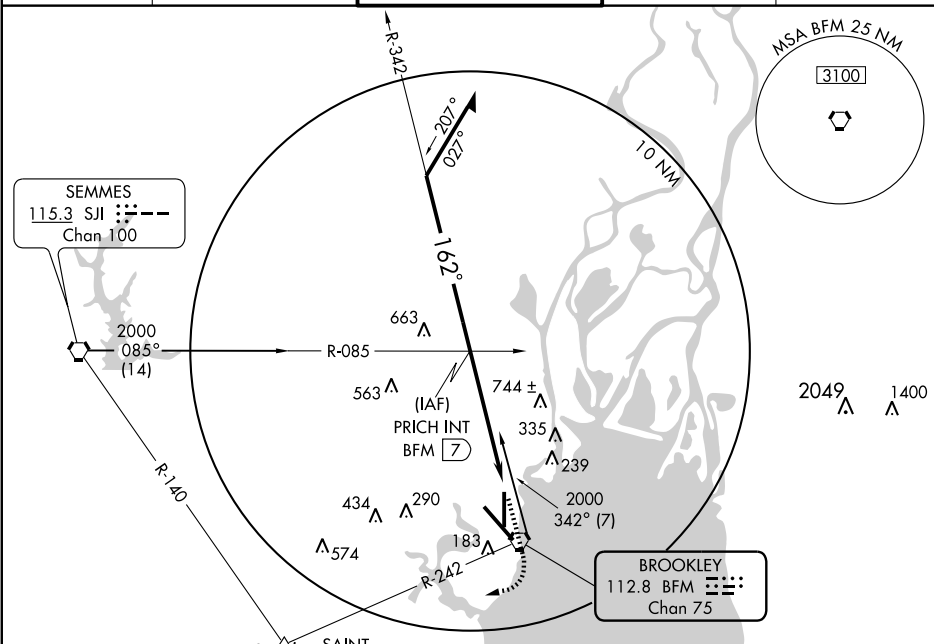 R-342
207°
027°
MSA BFM 25 NM
3100
10 NM
SEMMES
115.3 SJI
Chan 100
162°
663
2000
085°
(14)
R-085
563
(IAF)
PRICH INT
BFM 7
744 ±
335
239
2049
1400
R-140
434
290
2000
342° (7)
574
183
R-242
BROOKLEY
112.8 BFM
Chan 75
SAINT